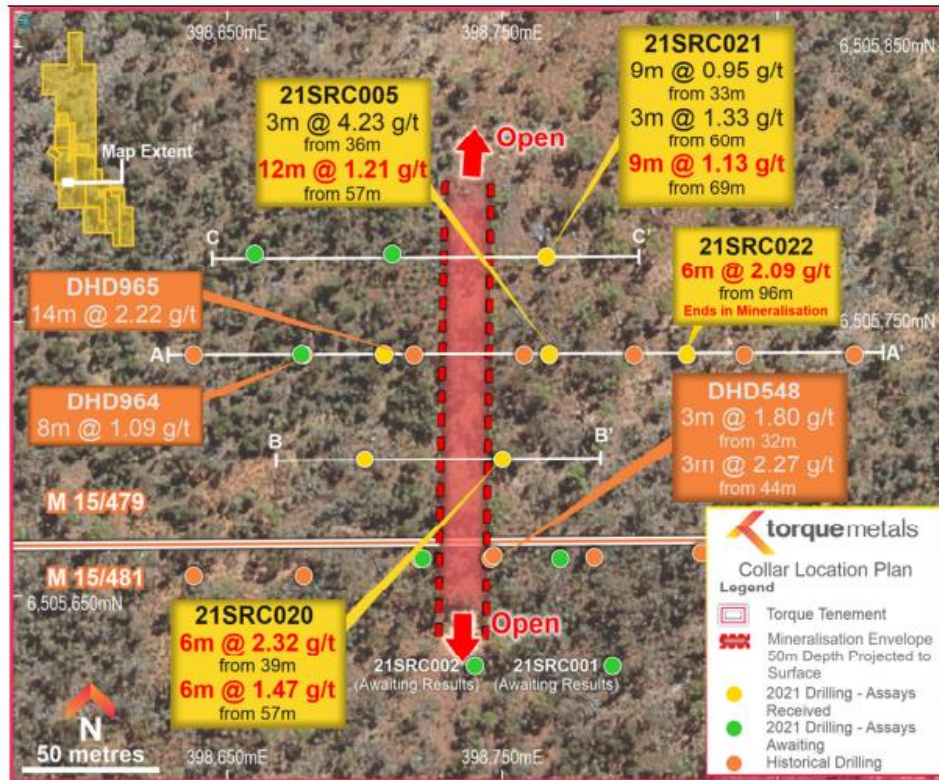 398,650mE
398,750mE
6,505,850mN
21SRC021
9m @ 0.95 g/t
from 33m
3m @ 1.33 g/t
from 60m
9m @ 1.13 g/t
from 69m
21SRC005
3m @ 4.23 g/t
from 36m
12m @ 1.21 g/t
from 57m
Open
Map Extent
C
C'
21SRC022
6m @ 2.09 g/t
from 96m
Ends in Mineralisation
DHD965
14m @ 2.22 g/t
6,505,750mN
A
A'
DHD964
8m @ 1.09 g/t
DHD548
3m @ 1.80 g/t
from 32m
3m @ 2.27 g/t
from 44m
B
B'
M 15/479
M 15/481
6,505,650mN
21SRC020
6m @ 2.32 g/t
from 39m
6m @ 1.47 g/t
from 57m
Open
21SRC002
(Awaiting Results)
21SRC001
(Awaiting Results)
N
50 metres
398,650mE
398,750mE
torquemetals
Collar Location Plan
Legend
Torque Tenement
Mineralisation Envelope
50m Depth Projected to
Surface
2021 Drilling - Assays
Received
2021 Drilling - Assays
Awaiting
Historical Drilling